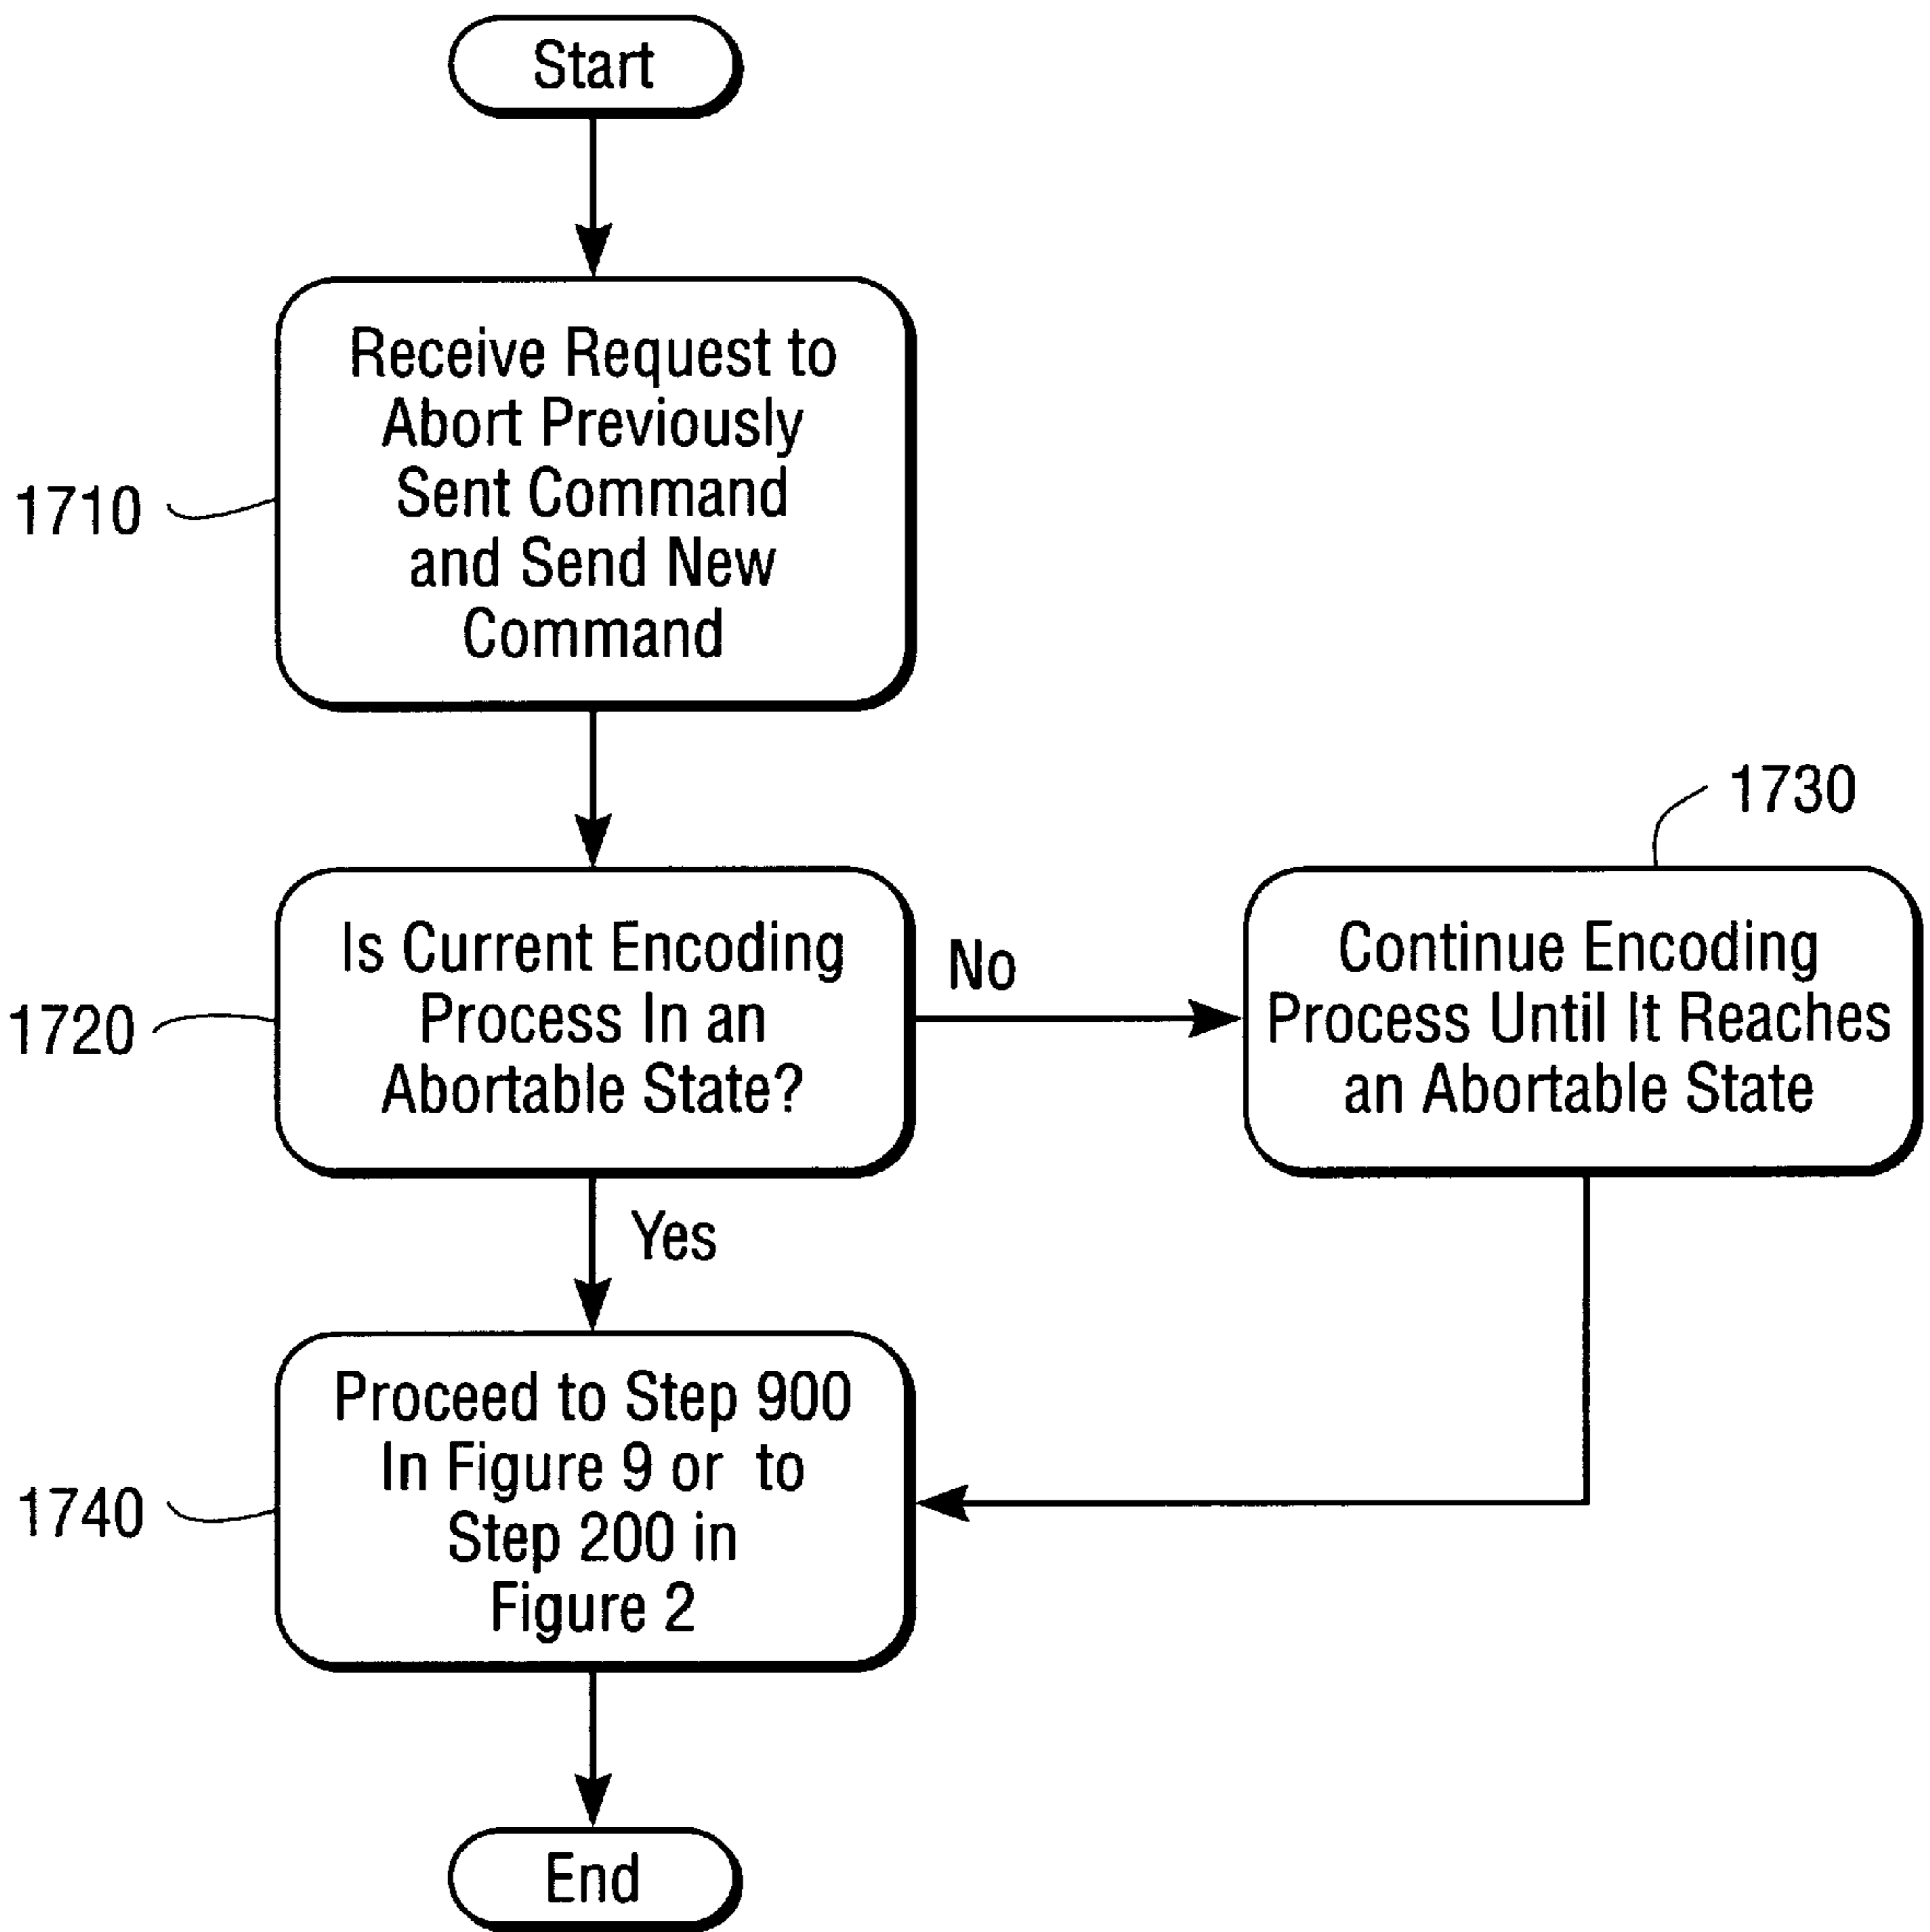 Start
Receive Request to
Abort Previously
Sent Command
and Send New
Command
1710
1730
Is Current Encoding
Process In an
Abortable State?
1720
No
Continue Encoding
Process Until It Reaches
an Abortable State
Yes
Proceed to Step 900
In Figure 9 or to
Step 200 in
Figure 2
1740
End